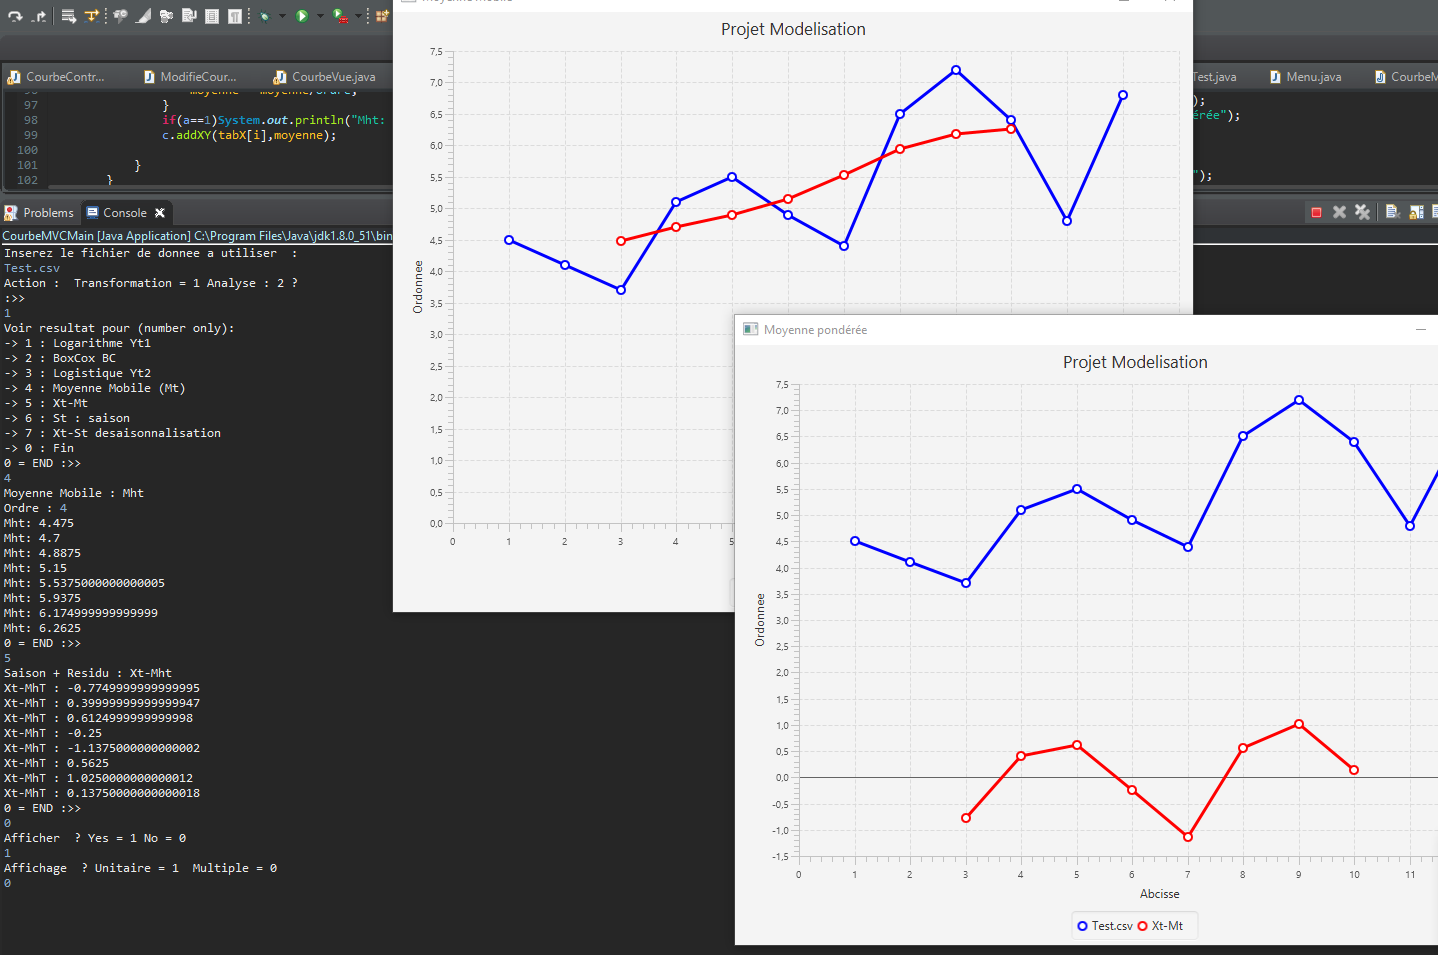 Projet Modelisation
CourbeContr...
ModifieCour...
CourbeVue.java
Test.java
Menu.java
CourbeM
97 }
98 if(a==1)System.out.println("Mht:
99 c.addXY(tabX[i],moyenne);
100
101 }
102 }
);
érée");
");
Problems
Console
CourbeMVCMain [Java Application] C:\Program Files\Java\jdk1.8.0_51\bin
Inserez le fichier de donnee a utiliser :
Test.csv
Action : Transformation = 1 Analyse : 2 ?
:>>
1
Voir resultat pour (number only):
-> 1 : Logarithme Yt1
-> 2 : BoxCox BC
-> 3 : Logistique Yt2
-> 4 : Moyenne Mobile (Mt)
-> 5 : Xt-Mt
-> 6 : St : saison
-> 7 : Xt-St desaisonnalisation
-> 0 : Fin
0 = END :>>
4
Moyenne Mobile : Mht
Ordre : 4
Mht: 4.475
Mht: 4.7
Mht: 4.8875
Mht: 5.15
Mht: 5.5375000000000005
Mht: 5.9375
Mht: 6.174999999999999
Mht: 6.2625
0 = END :>>
5
Saison + Residu : Xt-Mht
Xt-MhT : -0.7749999999999995
Xt-MhT : 0.39999999999999947
Xt-MhT : 0.6124999999999998
Xt-MhT : -0.25
Xt-MhT : -1.1375000000000002
Xt-MhT : 0.5625
Xt-MhT : 1.0250000000000012
Xt-MhT : 0.13750000000000018
0 = END :>>
0
Afficher ? Yes = 1 No = 0
1
Affichage ? Unitaire = 1 Multiple = 0
0
7,5
7,0
6,5
6,0
5,5
5,0
4,5
4,0
3,5
3,0
2,5
2,0
1,5
1,0
0,5
0,0
Ordonnee
0 1 2 3 4 5
Moyenne pondérée
Projet Modelisation
7,5
7,0
6,5
6,0
5,5
5,0
4,5
4,0
3,5
3,0
2,5
2,0
1,5
1,0
0,5
0,0
-0,5
-1,0
-1,5
Ordonnee
0 1 2 3 4 5 6 7 8 9 10 11
Abcisse
Test.csv Xt-Mt